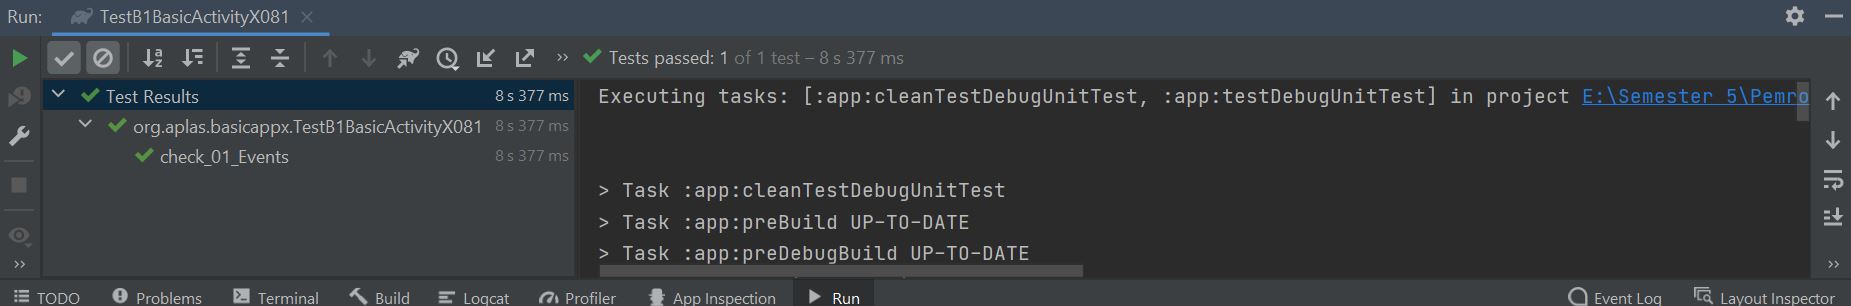 Run: TestB1BasicActivityX081
Tests passed: 1 of 1 test – 8 s 377 ms
Test Results 8 s 377 ms
org.aplas.basicappx.TestB1BasicActivityX081 8 s 377 ms
check_01_Events 8 s 377 ms
Executing tasks: [:app:cleanTestDebugUnitTest, :app:testDebugUnitTest] in project E:\Semester 5\Pemro
> Task :app:cleanTestDebugUnitTest
> Task :app:preBuild UP-TO-DATE
> Task :app:preDebugBuild UP-TO-DATE
TODO Problems Terminal Build Logcat Profiler App Inspection Run Event Log Layout Inspector